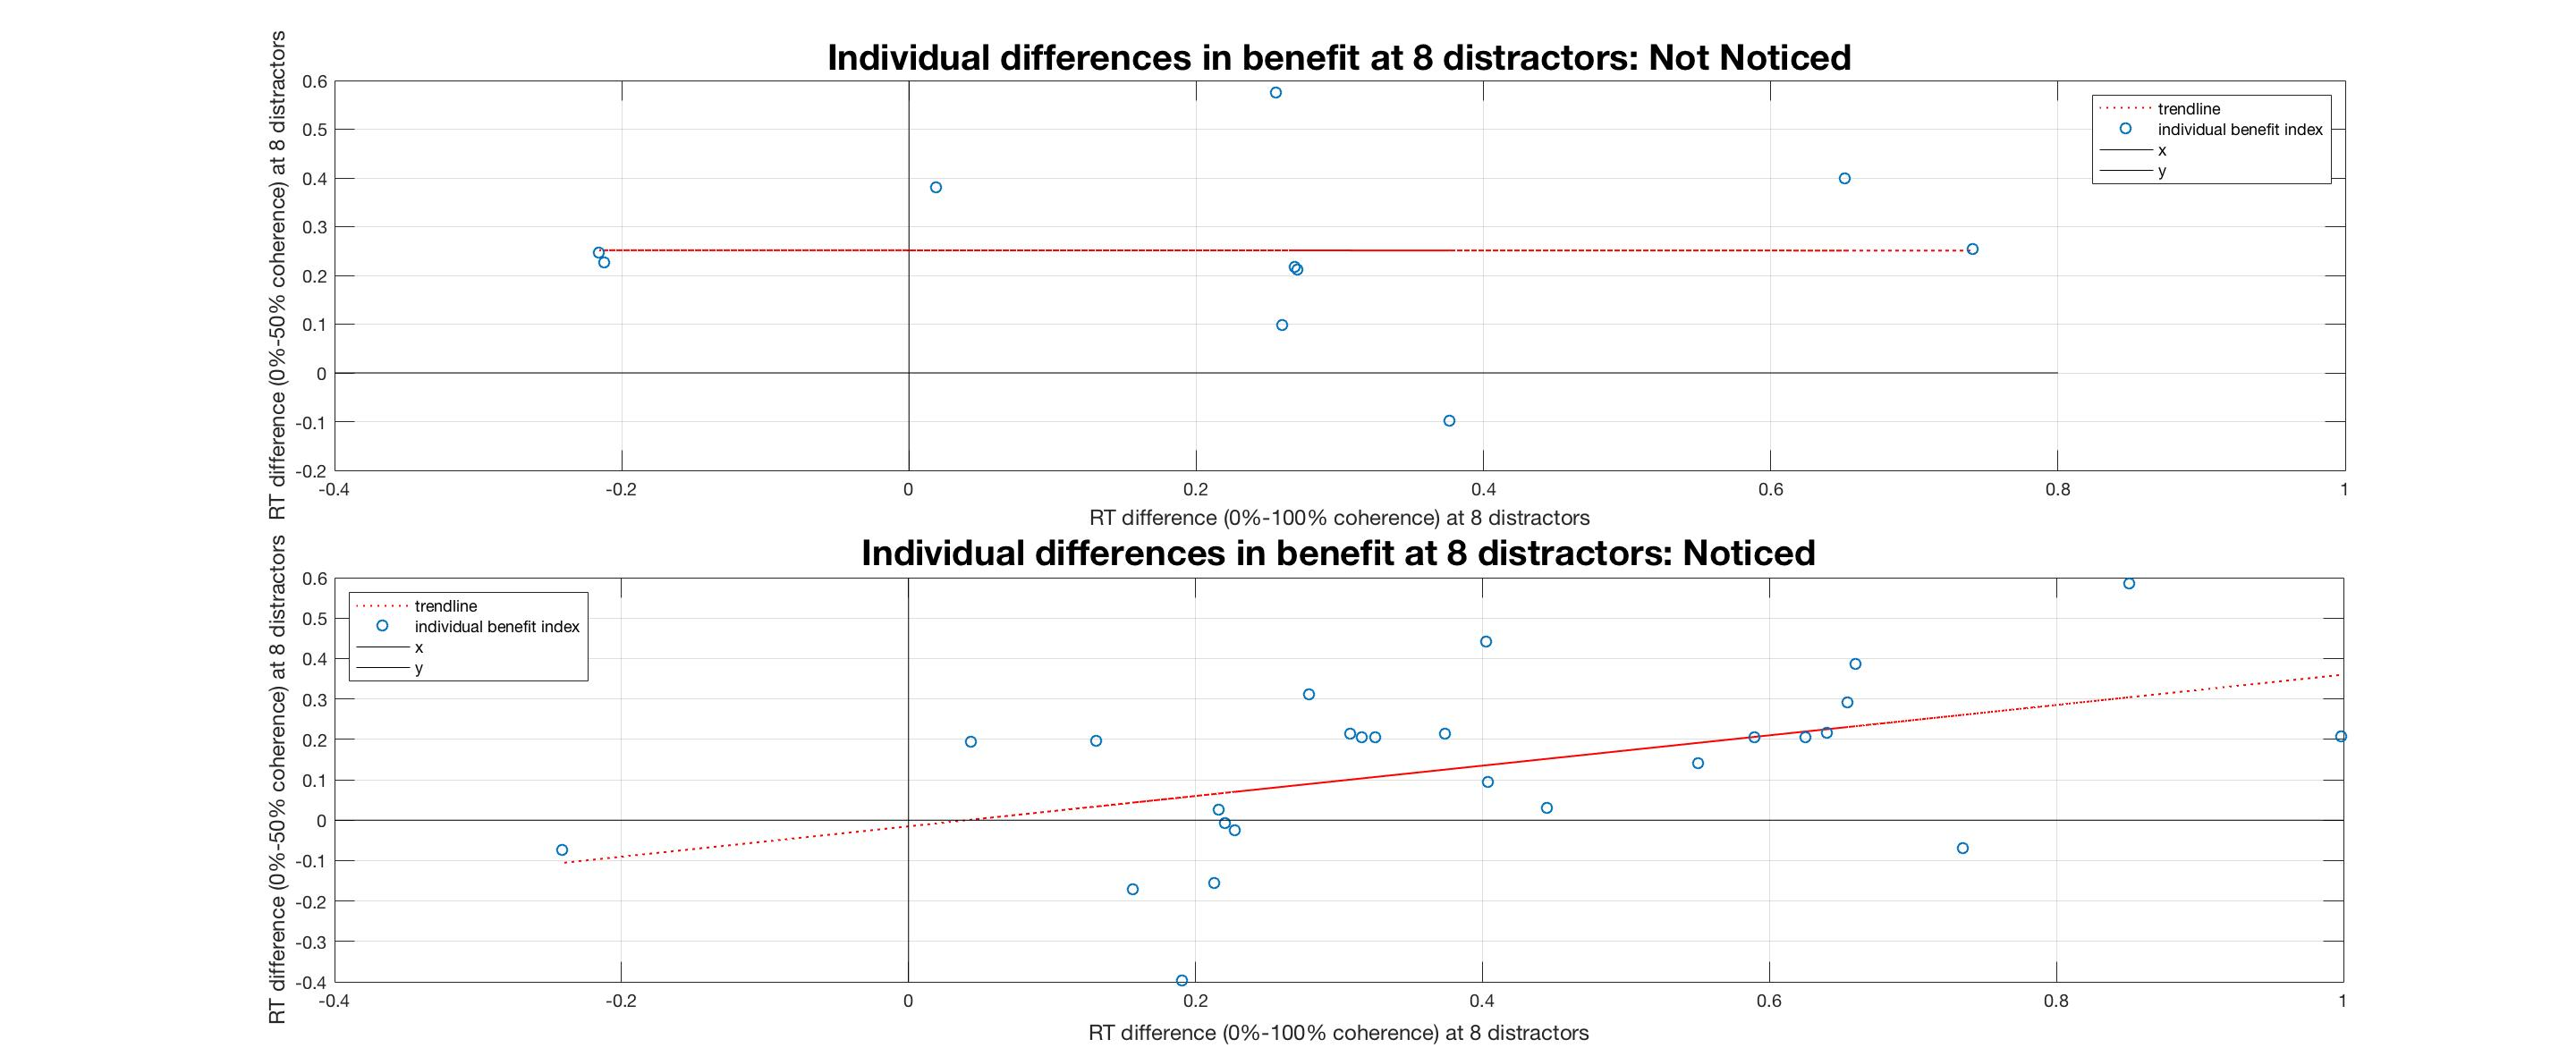 Individual differences in benefit at 8 distractors: Not Noticed
RT difference (0%-50% coherence) at 8 distractors
0.6
0.5
0.4
0.3
0.2
0.1
0
-0.1
-0.2
trendline
individual benefit index
x
y
-0.4 -0.2 0 0.2 0.4 0.6 0.8 1
RT difference (0%-100% coherence) at 8 distractors
Individual differences in benefit at 8 distractors: Noticed
RT difference (0%-50% coherence) at 8 distractors
0.6
0.5
0.4
0.3
0.2
0.1
0
-0.1
-0.2
-0.3
-0.4
trendline
individual benefit index
x
y
-0.4 -0.2 0 0.2 0.4 0.6 0.8 1
RT difference (0%-100% coherence) at 8 distractors